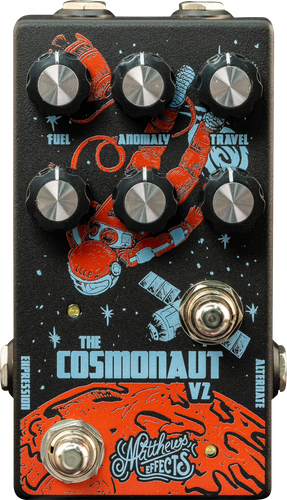 FUEL ANOMALY TRAVEL
THE
COSMONAUT
V2
EXPRESSION
ALTERNATE
Matthews
EFFECTS